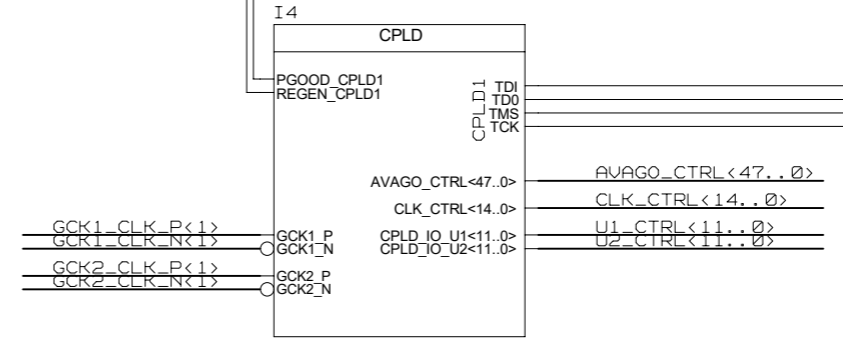 I4
CPLD
PGOOD_CPLD1
REGEN_CPLD1
CPLD1
TDI
TD0
TMS
TCK
AVAGO_CTRL<47..0> AVAGO_CTRL<47..0>
CLK_CTRL<14..0> CLK_CTRL<14..0>
GCK1_CLK_P<1> GCK1_P CPLD_IO_U1<11..0> U1_CTRL<11..0>
GCK1_CLK_N<1> GCK1_N CPLD_IO_U2<11..0> U2_CTRL<11..0>
GCK2_CLK_P<1> GCK2_P
GCK2_CLK_N<1> GCK2_N